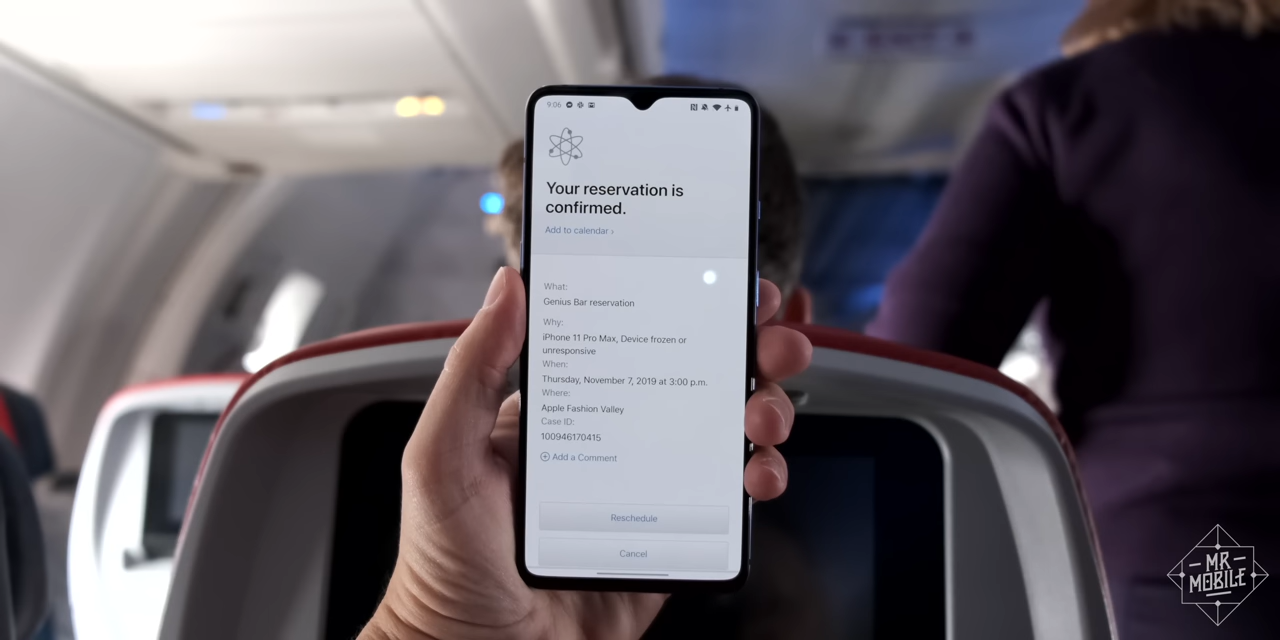 9:06
Your reservation is
confirmed.
Add to calendar ›
What:
Genius Bar reservation
Why:
iPhone 11 Pro Max, Device frozen or
unresponsive
When:
Thursday, November 7, 2019 at 3:00 p.m.
Where:
Apple Fashion Valley
Case ID:
100946170415
Add a Comment
Reschedule
Cancel
MR
MOBILE